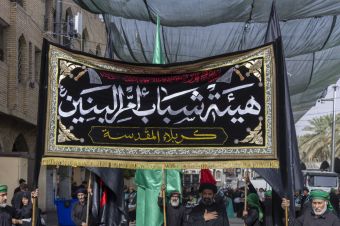 هيئة شباب أم البنين
كربلاء المقدسة